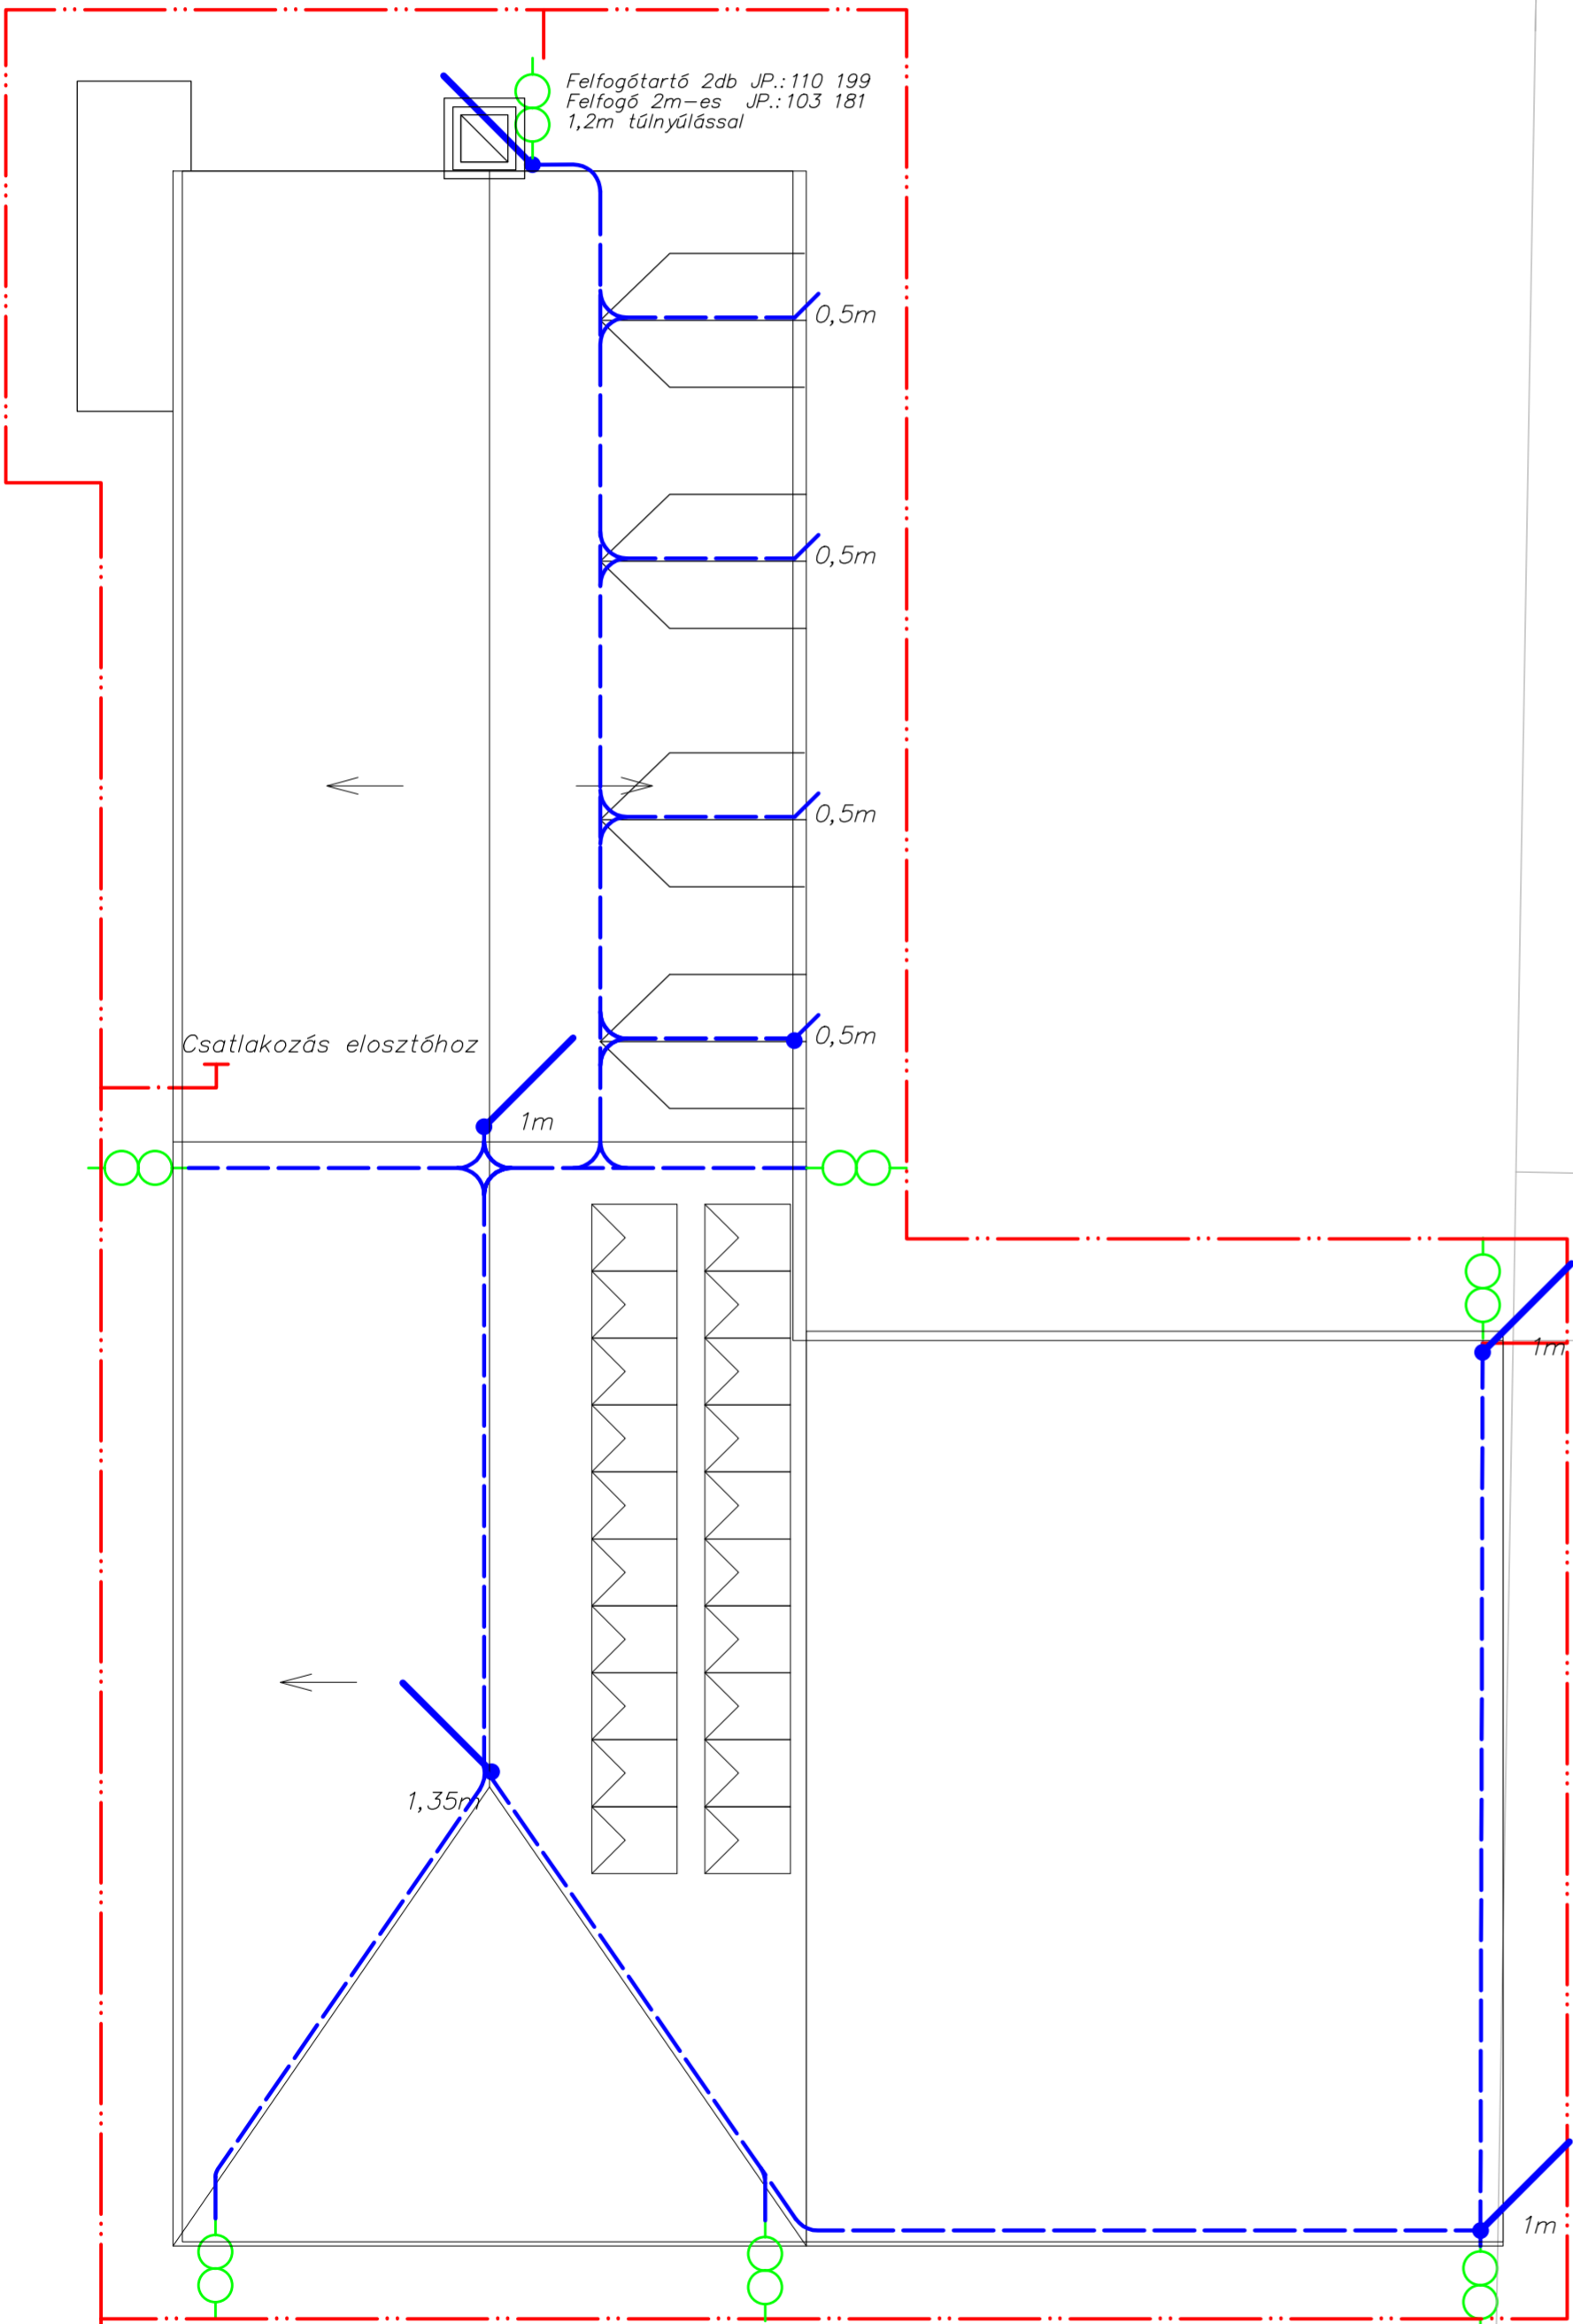 Felfogótartó 2db JP.:110 199
Felfogó 2m-es JP.:103 181
1,2m túlnyúlással
0,5m
0,5m
0,5m
0,5m
Csatlakozás elosztóhoz
1m
1m
1,35m
1m